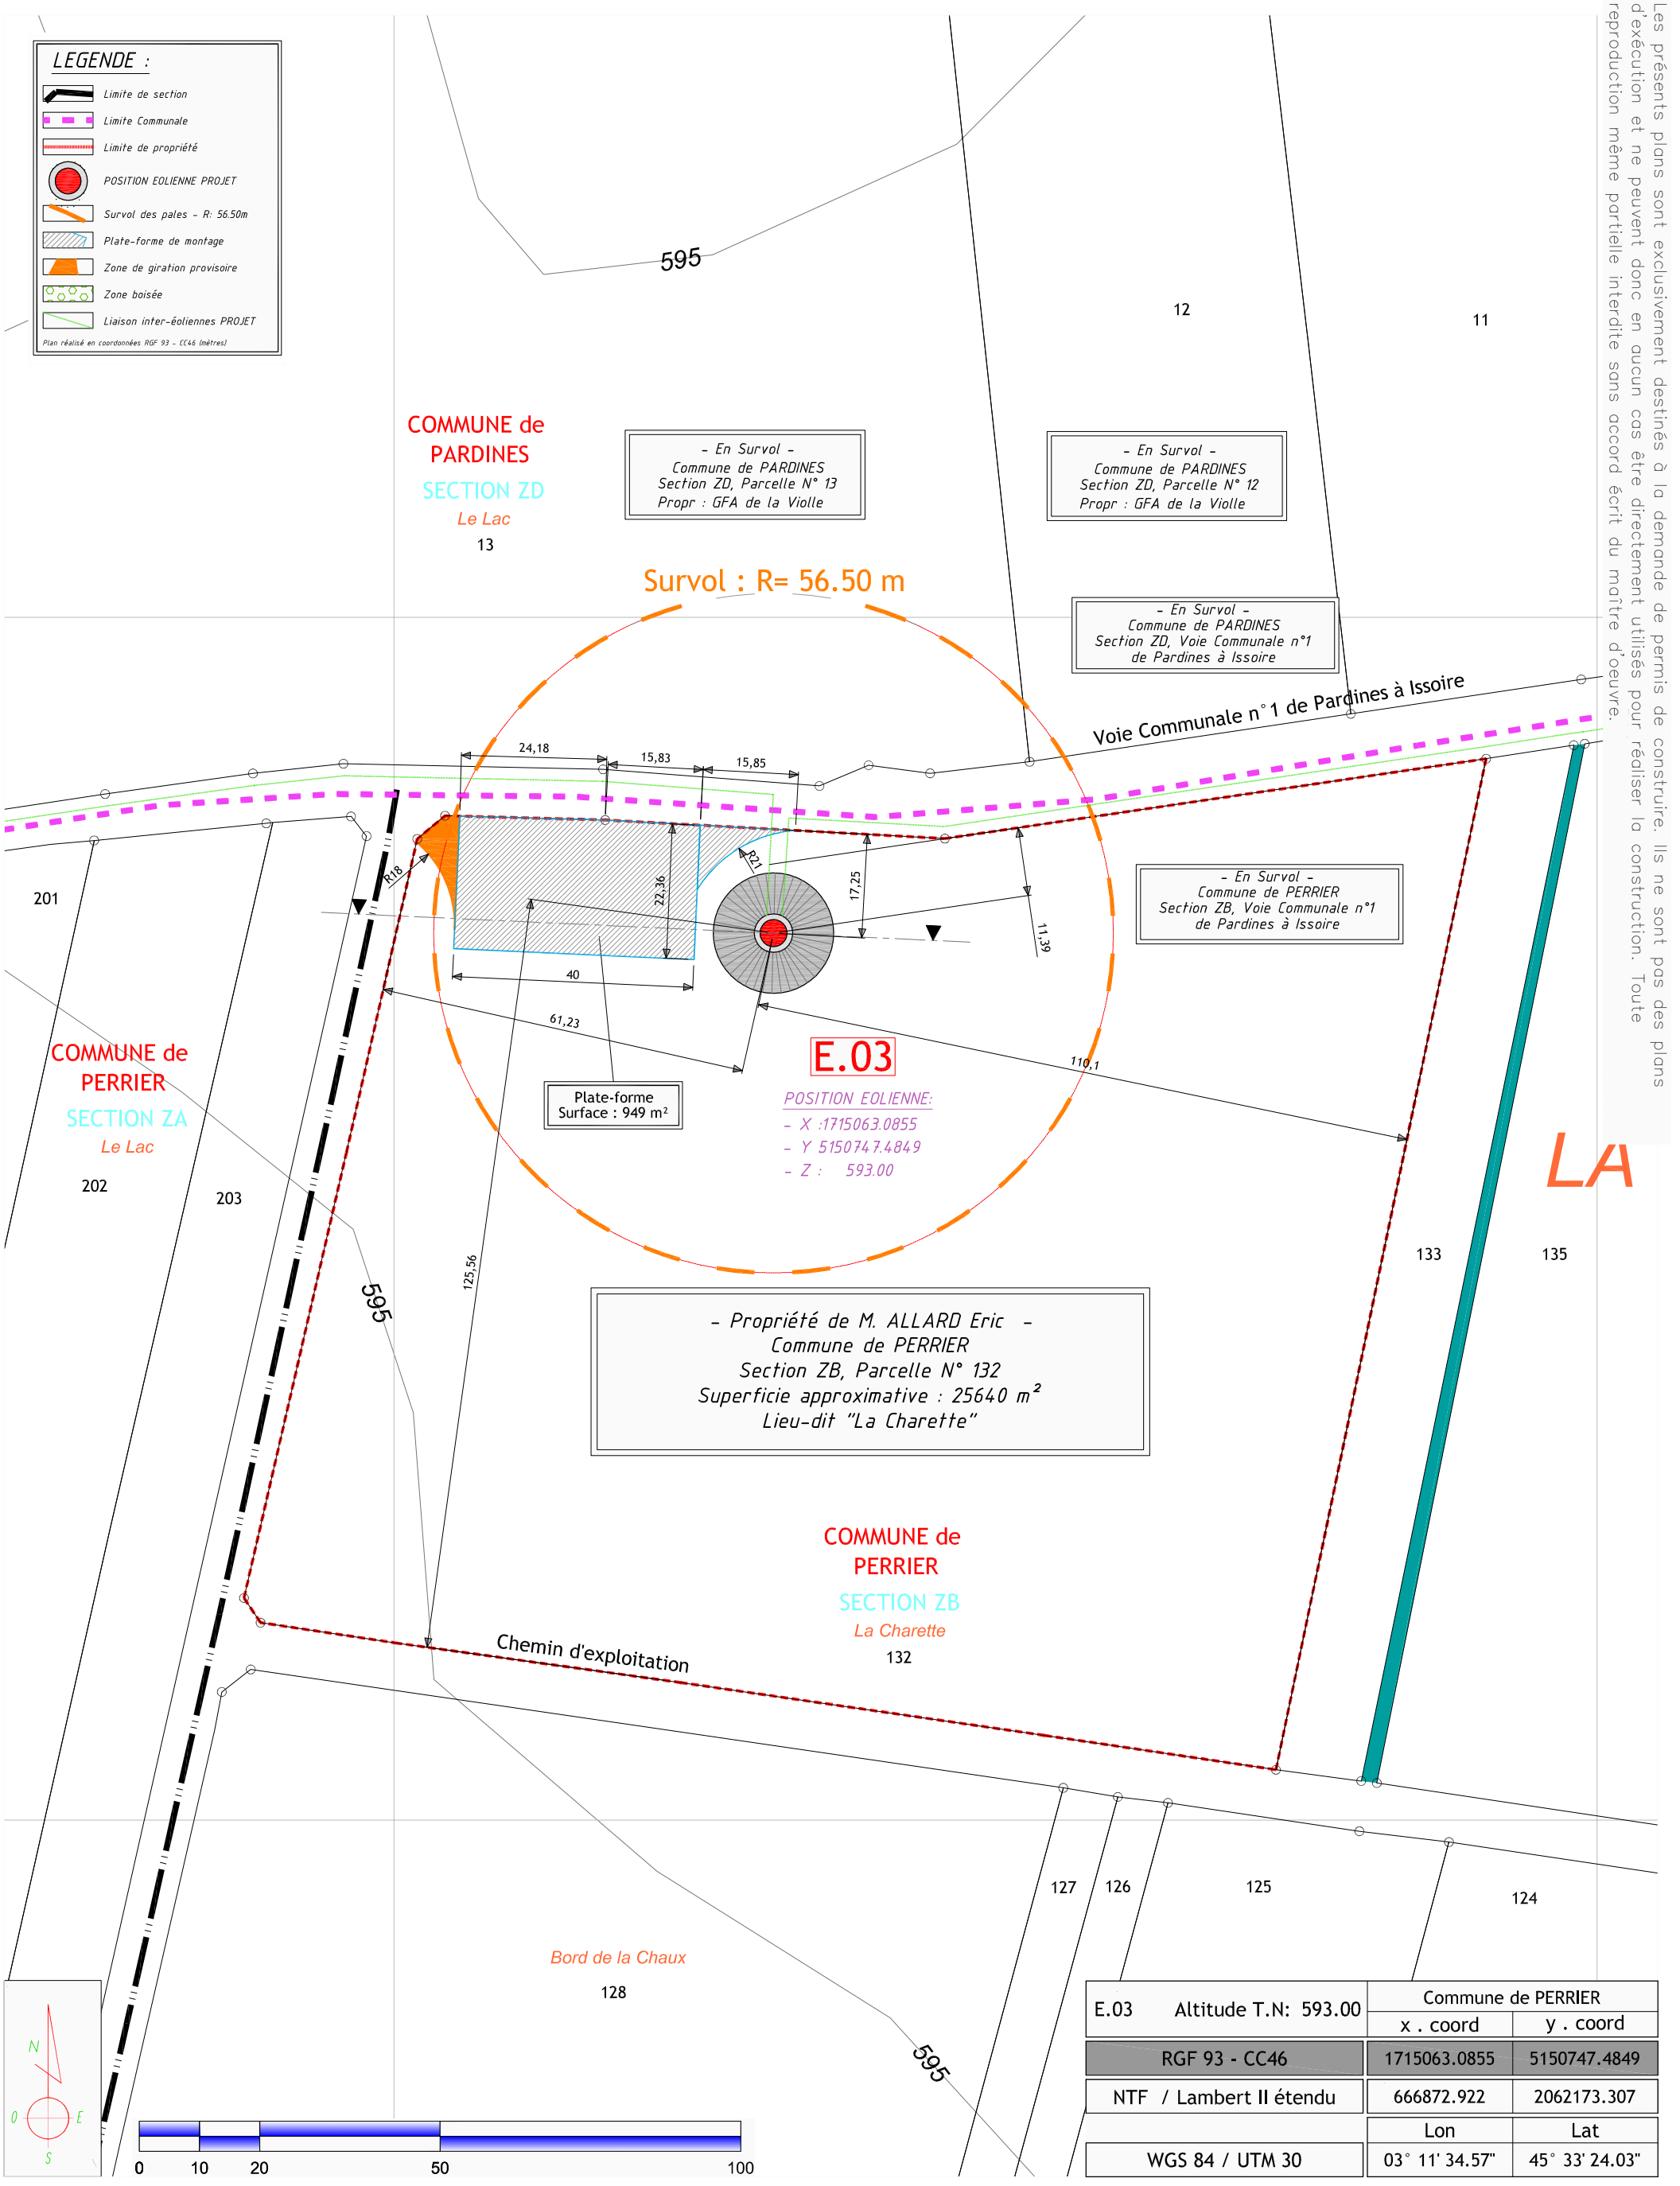 LEGENDE :
Limite de section
Limite Communale
Limite de propriété
POSITION EOLIENNE PROJET
Survol des pales - R: 56.50m
Plate-forme de montage
Zone de giration provisoire
Zone boisée
Liaison inter-éoliennes PROJET
Plan réalisé en coordonnées RGF 93 - CC46 (mètres)
Les présents plans sont exclusivement destinés à la demande de permis de construire. Ils ne sont pas des plans
d'exécution et ne peuvent donc en aucun cas être directement utilisés pour réaliser la construction. Toute
reproduction même partielle interdite sans accord écrit du maître d'oeuvre.
595
12
11
COMMUNE de
PARDINES
SECTION ZD
Le Lac
13
- En Survol -
Commune de PARDINES
Section ZD, Parcelle N° 13
Propr : GFA de la Violle
- En Survol -
Commune de PARDINES
Section ZD, Parcelle N° 12
Propr : GFA de la Violle
Survol : R= 56.50 m
- En Survol -
Commune de PARDINES
Section ZD, Voie Communale n°1
de Pardines à Issoire
Voie Communale n°1 de Pardines à Issoire
24,18
15,83
15,85
R18
R21
22,36
17,25
11,39
40
61,23
110,1
125,56
- En Survol -
Commune de PERRIER
Section ZB, Voie Communale n°1
de Pardines à Issoire
201
COMMUNE de
PERRIER
SECTION ZA
Le Lac
202
203
E.03
POSITION EOLIENNE:
- X :1715063.0855
- Y 5150747.4849
- Z : 593.00
Plate-forme
Surface : 949 m²
LA
133
135
595
- Propriété de M. ALLARD Eric -
Commune de PERRIER
Section ZB, Parcelle N° 132
Superficie approximative : 25640 m²
Lieu-dit "La Charette"
COMMUNE de
PERRIER
SECTION ZB
La Charette
132
Chemin d'exploitation
127
126
125
124
Bord de la Chaux
128
595
N
O
E
S
0 10 20 50 100
E.03 Altitude T.N: 593.00
Commune de PERRIER
x . coord y . coord
RGF 93 - CC46 1715063.0855 5150747.4849
NTF / Lambert II étendu 666872.922 2062173.307
Lon Lat
WGS 84 / UTM 30 03° 11' 34.57" 45° 33' 24.03"